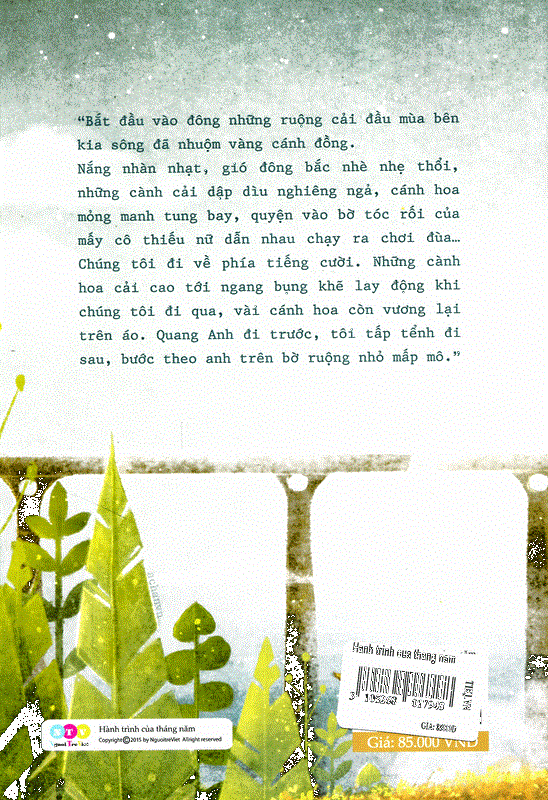 “Bắt đầu vào đông những ruộng cải đầu mùa bên
kia sông đã nhuộm vàng cánh đồng.
Nắng nhàn nhạt, gió đông bắc nhè nhẹ thổi,
những cành cải dập dìu nghiêng ngả, cánh hoa
mỏng manh tung bay, quyện vào bờ tóc rối của
mấy cô thiếu nữ dẫn nhau chạy ra chơi đùa…
Chúng tôi đi về phía tiếng cười. Những cành
hoa cải cao tới ngang bụng khẽ lay động khi
chúng tôi đi qua, vài cánh hoa còn vương lại
trên áo. Quang Anh đi trước, tôi tấp tểnh đi
sau, bước theo anh trên bờ ruộng nhỏ mấp mô.”
Hành trình của tháng năm
Hành trình của tháng năm
Copyright©2015 by NguoitreViet Allright reserved
Giá: 85.000 VND